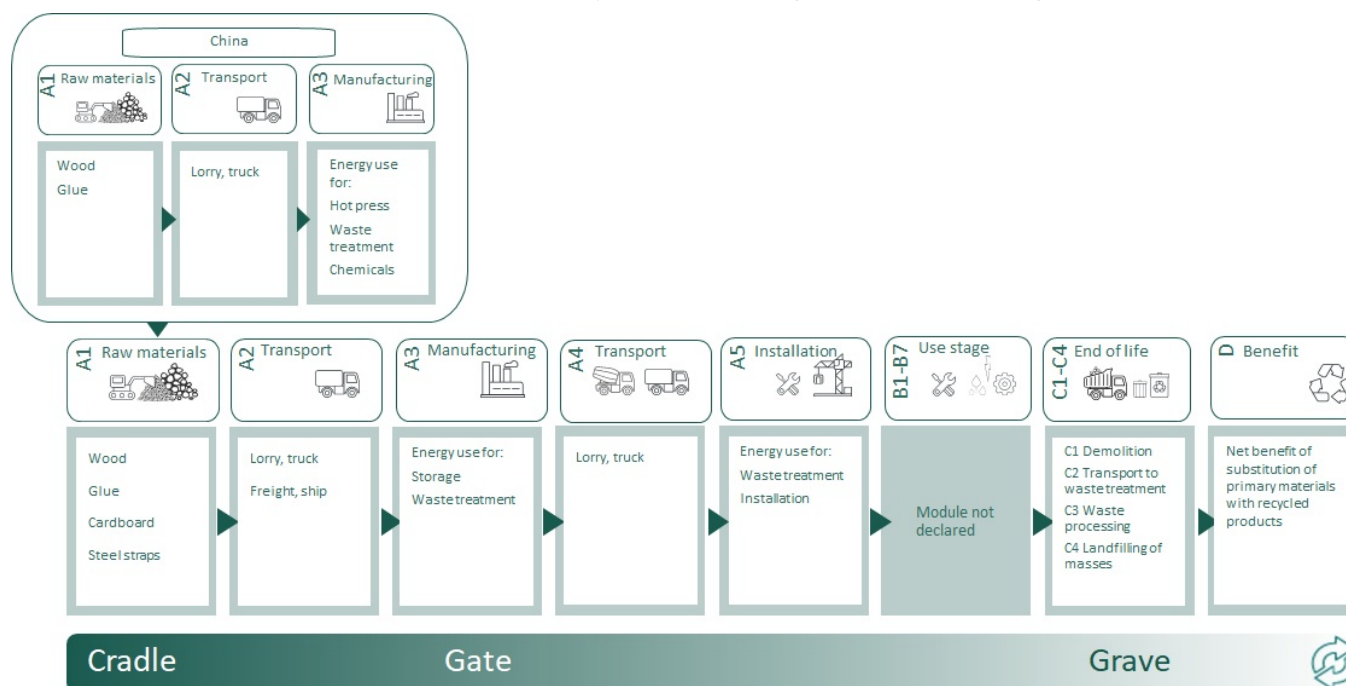 China
A1 Raw materials
A2 Transport
A3 Manufacturing
Wood
Glue
Lorry, truck
Energy use
for:
Hot press
Waste
treatment
Chemicals
A1 Raw materials
A2 Transport
A3 Manufacturing
A4 Transport
A5 Installation
B1-B7 Use stage
C1-C4 End of life
D Benefit
Wood
Glue
Cardboard
Steel straps
Lorry, truck
Freight, ship
Energy use for:
Storage
Waste treatment
Lorry, truck
Energy use for:
Waste treatment
Installation
Module not
declared
C1 Demolition
C2 Transport to
waste treatment
C3 Waste
processing
C4 Landfilling of
masses
Net benefit of
substitution of
primary materials
with recycled
products
Cradle
Gate
Grave